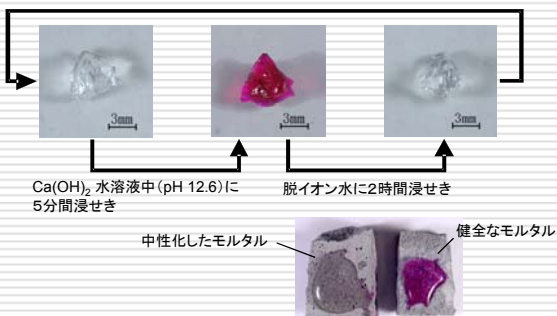 3mm
3mm
3mm
Ca(OH)₂ 水溶液中(pH 12.6)に
5分間浸せき
脱イオン水に2時間浸せき
中性化したモルタル
健全なモルタル